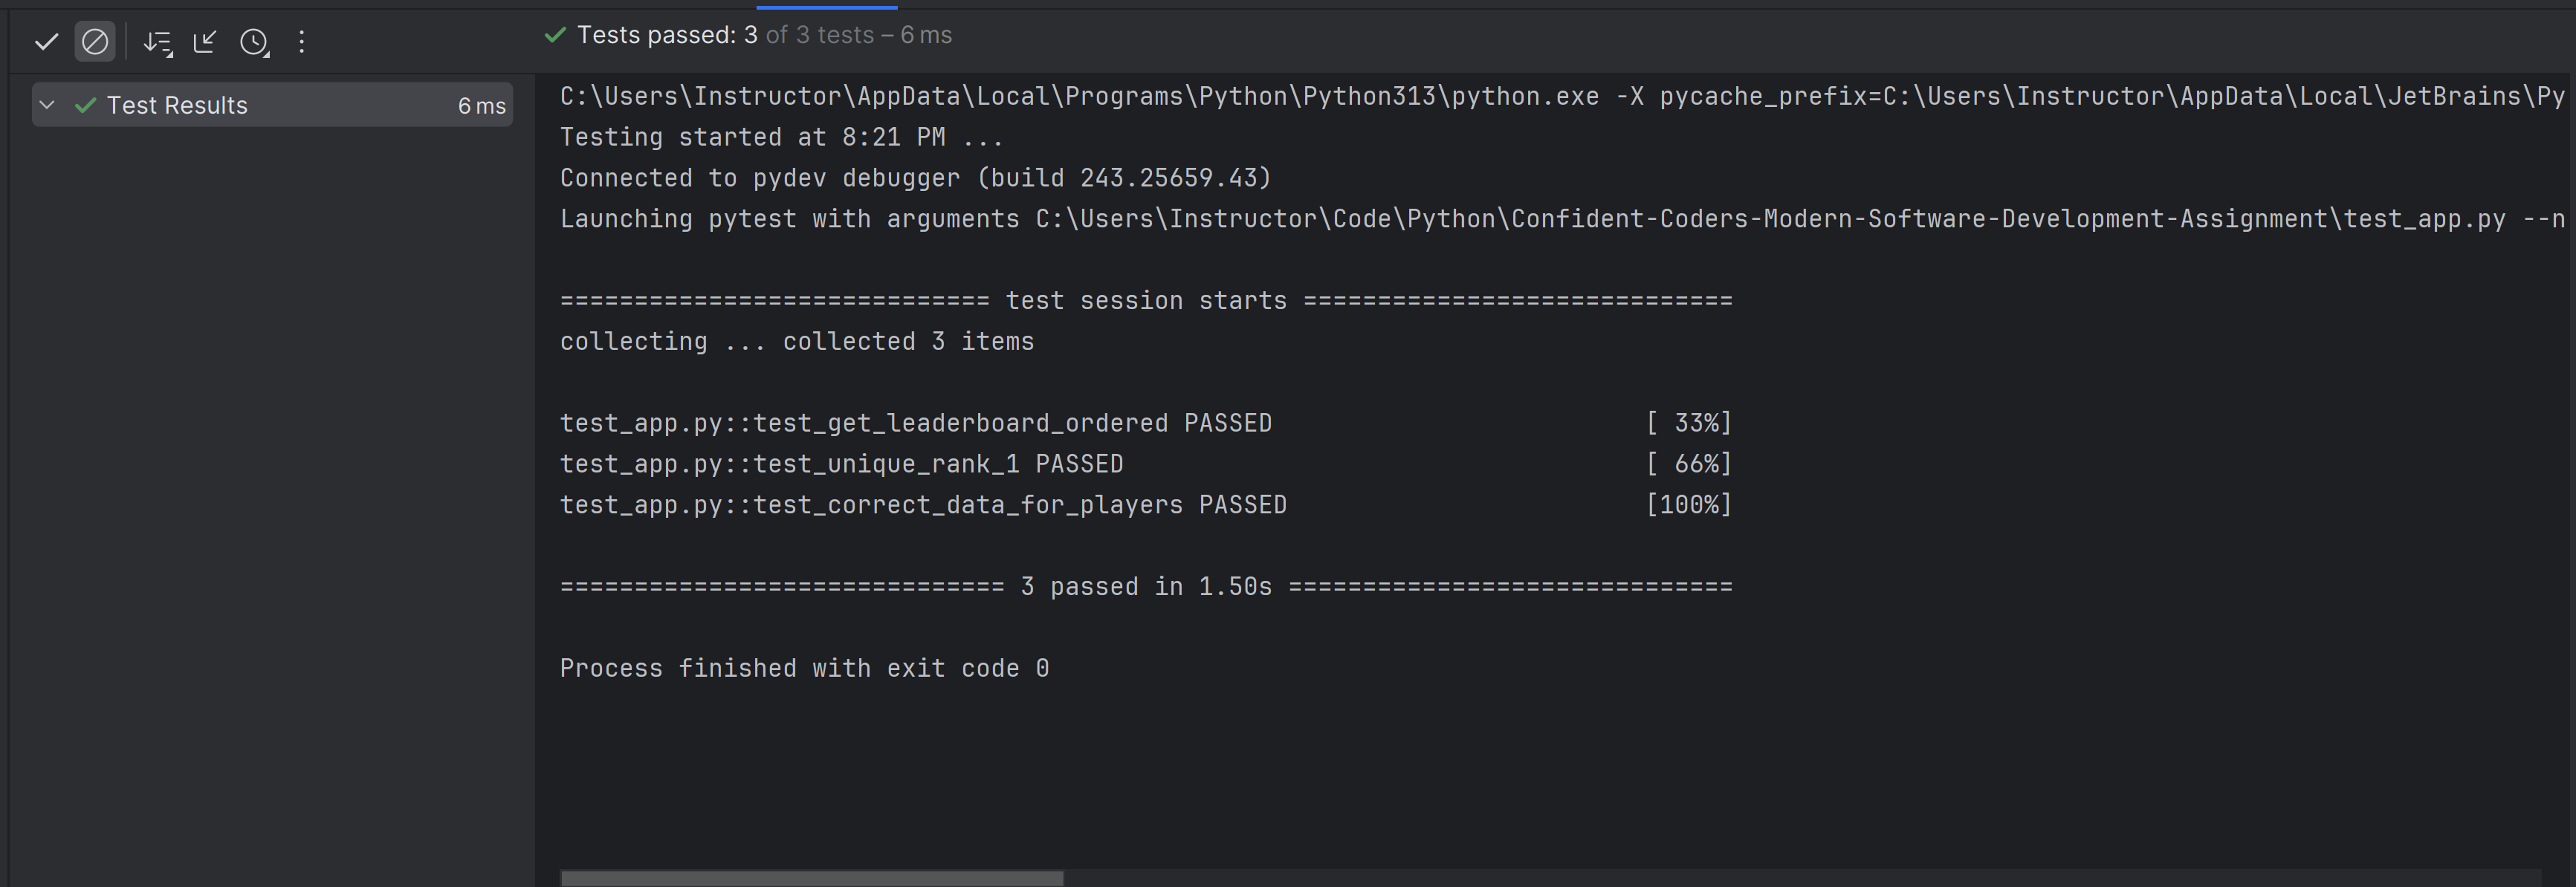 Tests passed: 3 of 3 tests – 6 ms
Test Results 6 ms
C:\Users\Instructor\AppData\Local\Programs\Python\Python313\python.exe -X pycache_prefix=C:\Users\Instructor\AppData\Local\JetBrains\Py
Testing started at 8:21 PM ...
Connected to pydev debugger (build 243.25659.43)
Launching pytest with arguments C:\Users\Instructor\Code\Python\Confident-Coders-Modern-Software-Development-Assignment\test_app.py --n
============================= test session starts =============================
collecting ... collected 3 items
test_app.py::test_get_leaderboard_ordered PASSED                         [ 33%]
test_app.py::test_unique_rank_1 PASSED                                   [ 66%]
test_app.py::test_correct_data_for_players PASSED                        [100%]
============================== 3 passed in 1.50s ==============================
Process finished with exit code 0